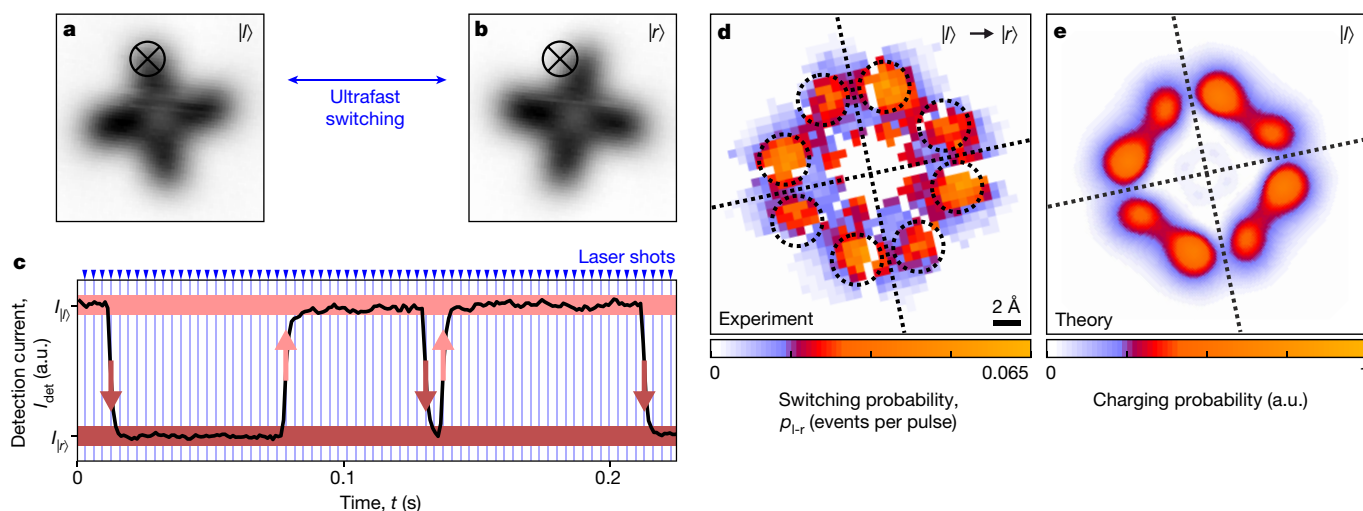 a
|l⟩
Ultrafast
switching
b
|r⟩
c
Laser shots
Detection current,
I_det (a.u.)
I_|l⟩
I_|r⟩
0
0.1
0.2
Time, t (s)
d
|l⟩ → |r⟩
Experiment
2 Å
0
0.065
Switching probability,
p_l-r (events per pulse)
e
|l⟩
Theory
0
Charging probability (a.u.)